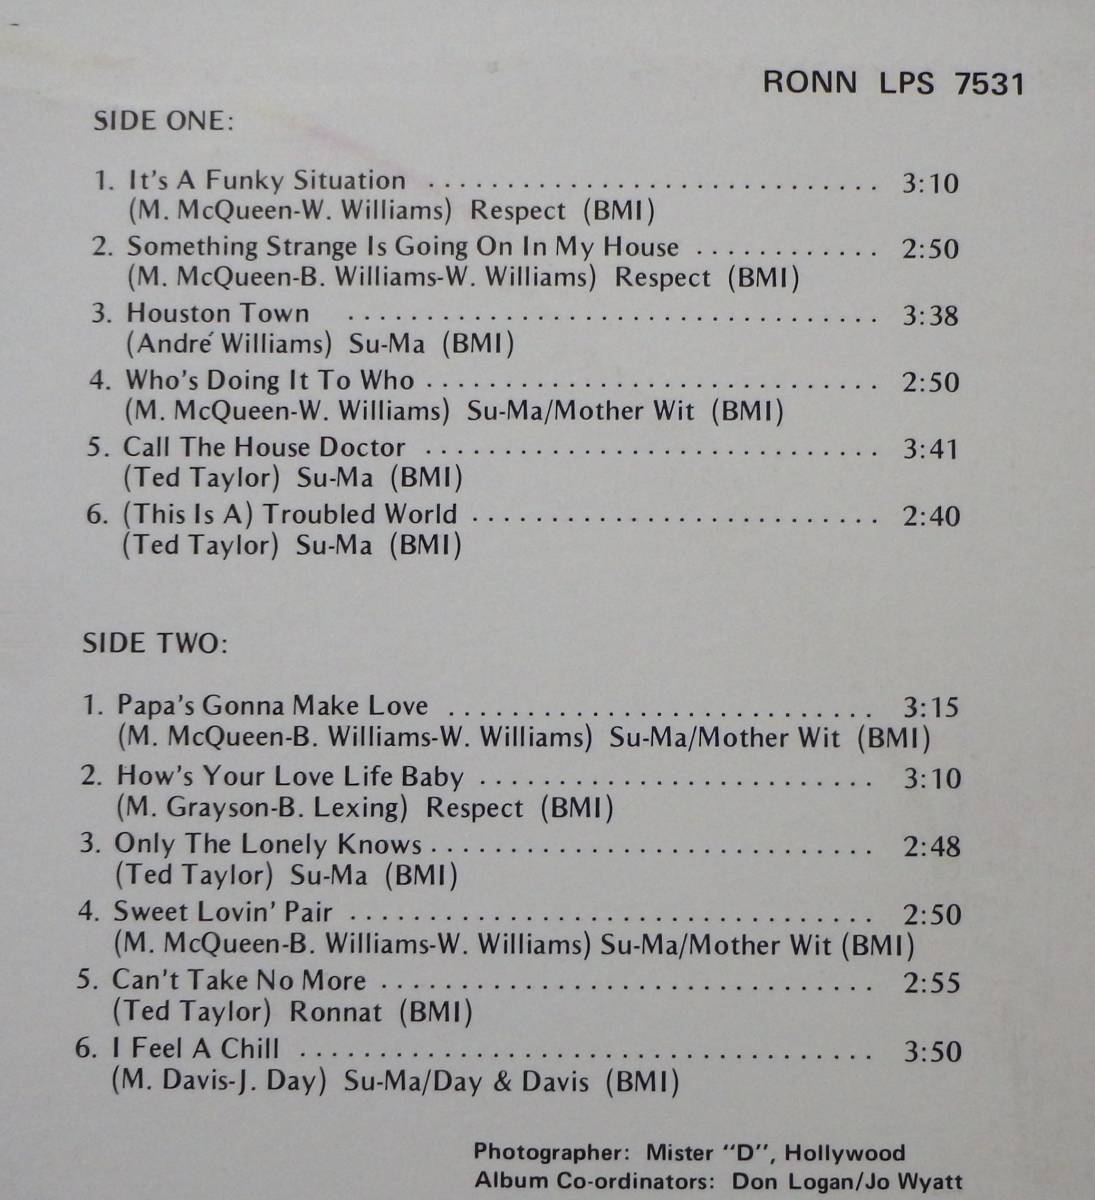 RONN LPS 7531
SIDE ONE:
1. It's A Funky Situation ............................. 3:10
(M. McQueen-W. Williams) Respect (BMI)
2. Something Strange Is Going On In My House ............ 2:50
(M. McQueen-B. Williams-W. Williams) Respect (BMI)
3. Houston Town .................................. 3:38
(André Williams) Su-Ma (BMI)
4. Who's Doing It To Who ............................. 2:50
(M. McQueen-W. Williams) Su-Ma/Mother Wit (BMI)
5. Call The House Doctor ............................. 3:41
(Ted Taylor) Su-Ma (BMI)
6. (This Is A) Troubled World .......................... 2:40
(Ted Taylor) Su-Ma (BMI)
SIDE TWO:
1. Papa's Gonna Make Love ........................... 3:15
(M. McQueen-B. Williams-W. Williams) Su-Ma/Mother Wit (BMI)
2. How's Your Love Life Baby ......................... 3:10
(M. Grayson-B. Lexing) Respect (BMI)
3. Only The Lonely Knows ............................ 2:48
(Ted Taylor) Su-Ma (BMI)
4. Sweet Lovin' Pair .................................. 2:50
(M. McQueen-B. Williams-W. Williams) Su-Ma/Mother Wit (BMI)
5. Can't Take No More ................................ 2:55
(Ted Taylor) Ronnat (BMI)
6. I Feel A Chill ..................................... 3:50
(M. Davis-J. Day) Su-Ma/Day & Davis (BMI)
Photographer: Mister "D", Hollywood
Album Co-ordinators: Don Logan/Jo Wyatt